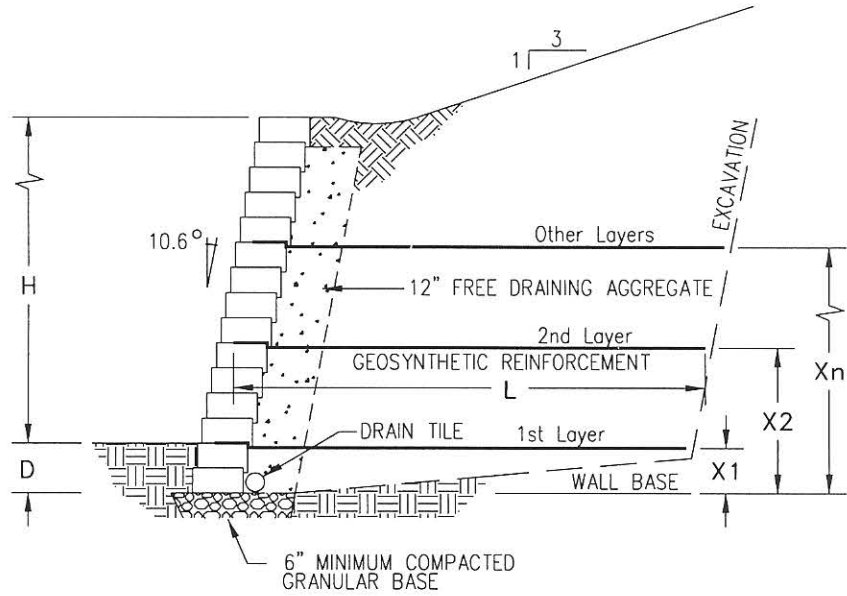 3
1
EXCAVATION
10.6°
Other Layers
H
12" FREE DRAINING AGGREGATE
2nd Layer
GEOSYNTHETIC REINFORCEMENT
Xn
L
X2
DRAIN TILE
1st Layer
D
X1
WALL BASE
6" MINIMUM COMPACTED
GRANULAR BASE